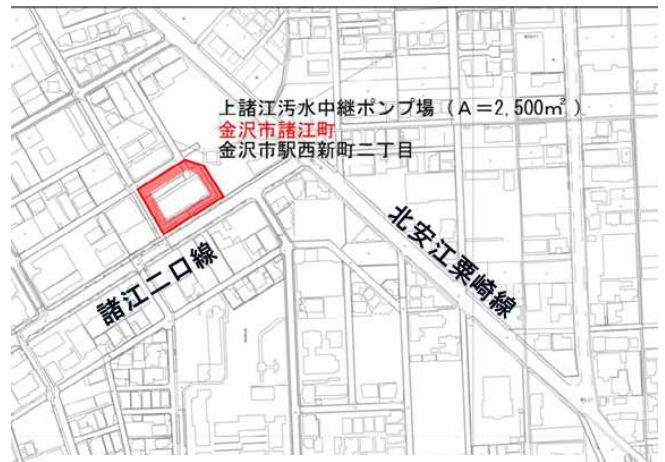 上諸江汚水中継ポンプ場（Ａ＝2,500㎡）
金沢市諸江町
金沢市駅西新町二丁目
諸江二口線
北安江粟崎線